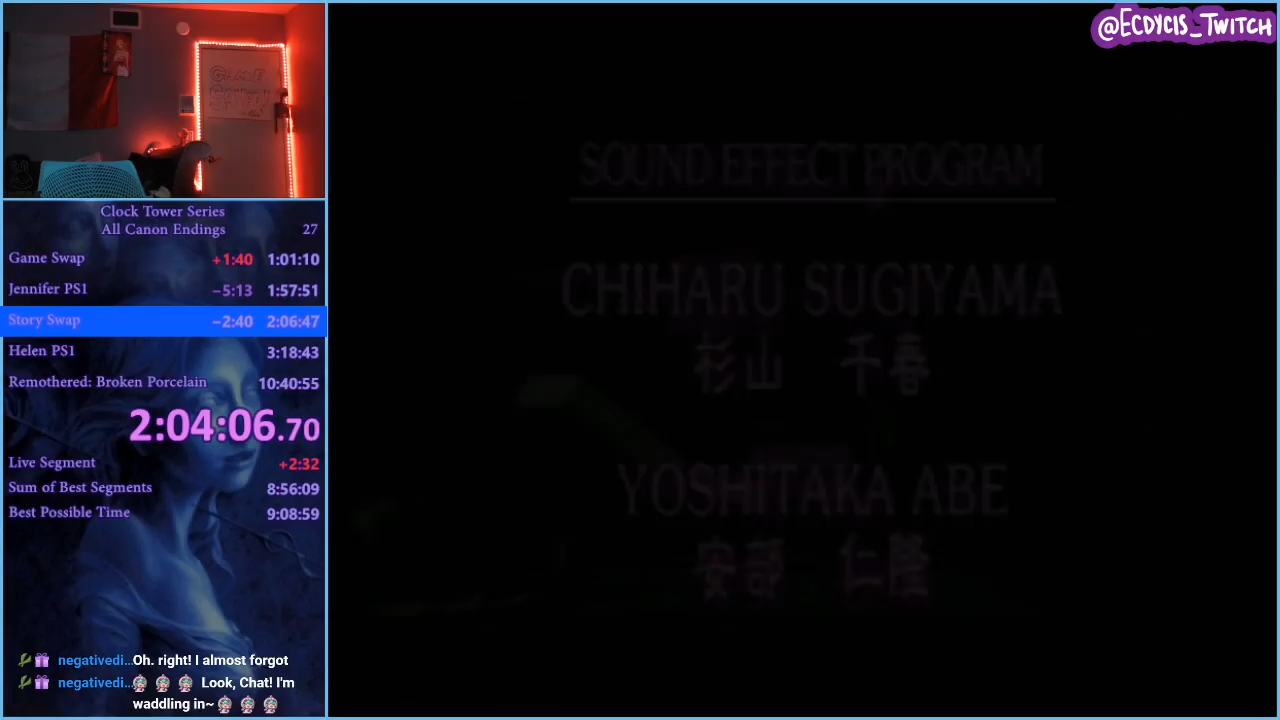 @ECDYCIS_TWITCH
GAME
Clock Tower Series
All Canon Endings 27
Game Swap +1:40 1:01:10
Jennifer PS1 −5:13 1:57:51
Story Swap −2:40 2:06:47
Helen PS1 3:18:43
Remothered: Broken Porcelain 10:40:55
2:04:06.70
Live Segment +2:32
Sum of Best Segments 8:56:09
Best Possible Time 9:08:59
negativedi... Oh. right! I almost forgot
negativedi... Look, Chat! I'm
waddling in~
SOUND EFFECT PROGRAM
CHIHARU SUGIYAMA
杉山 千春
YOSHITAKA ABE
安部 仁隆